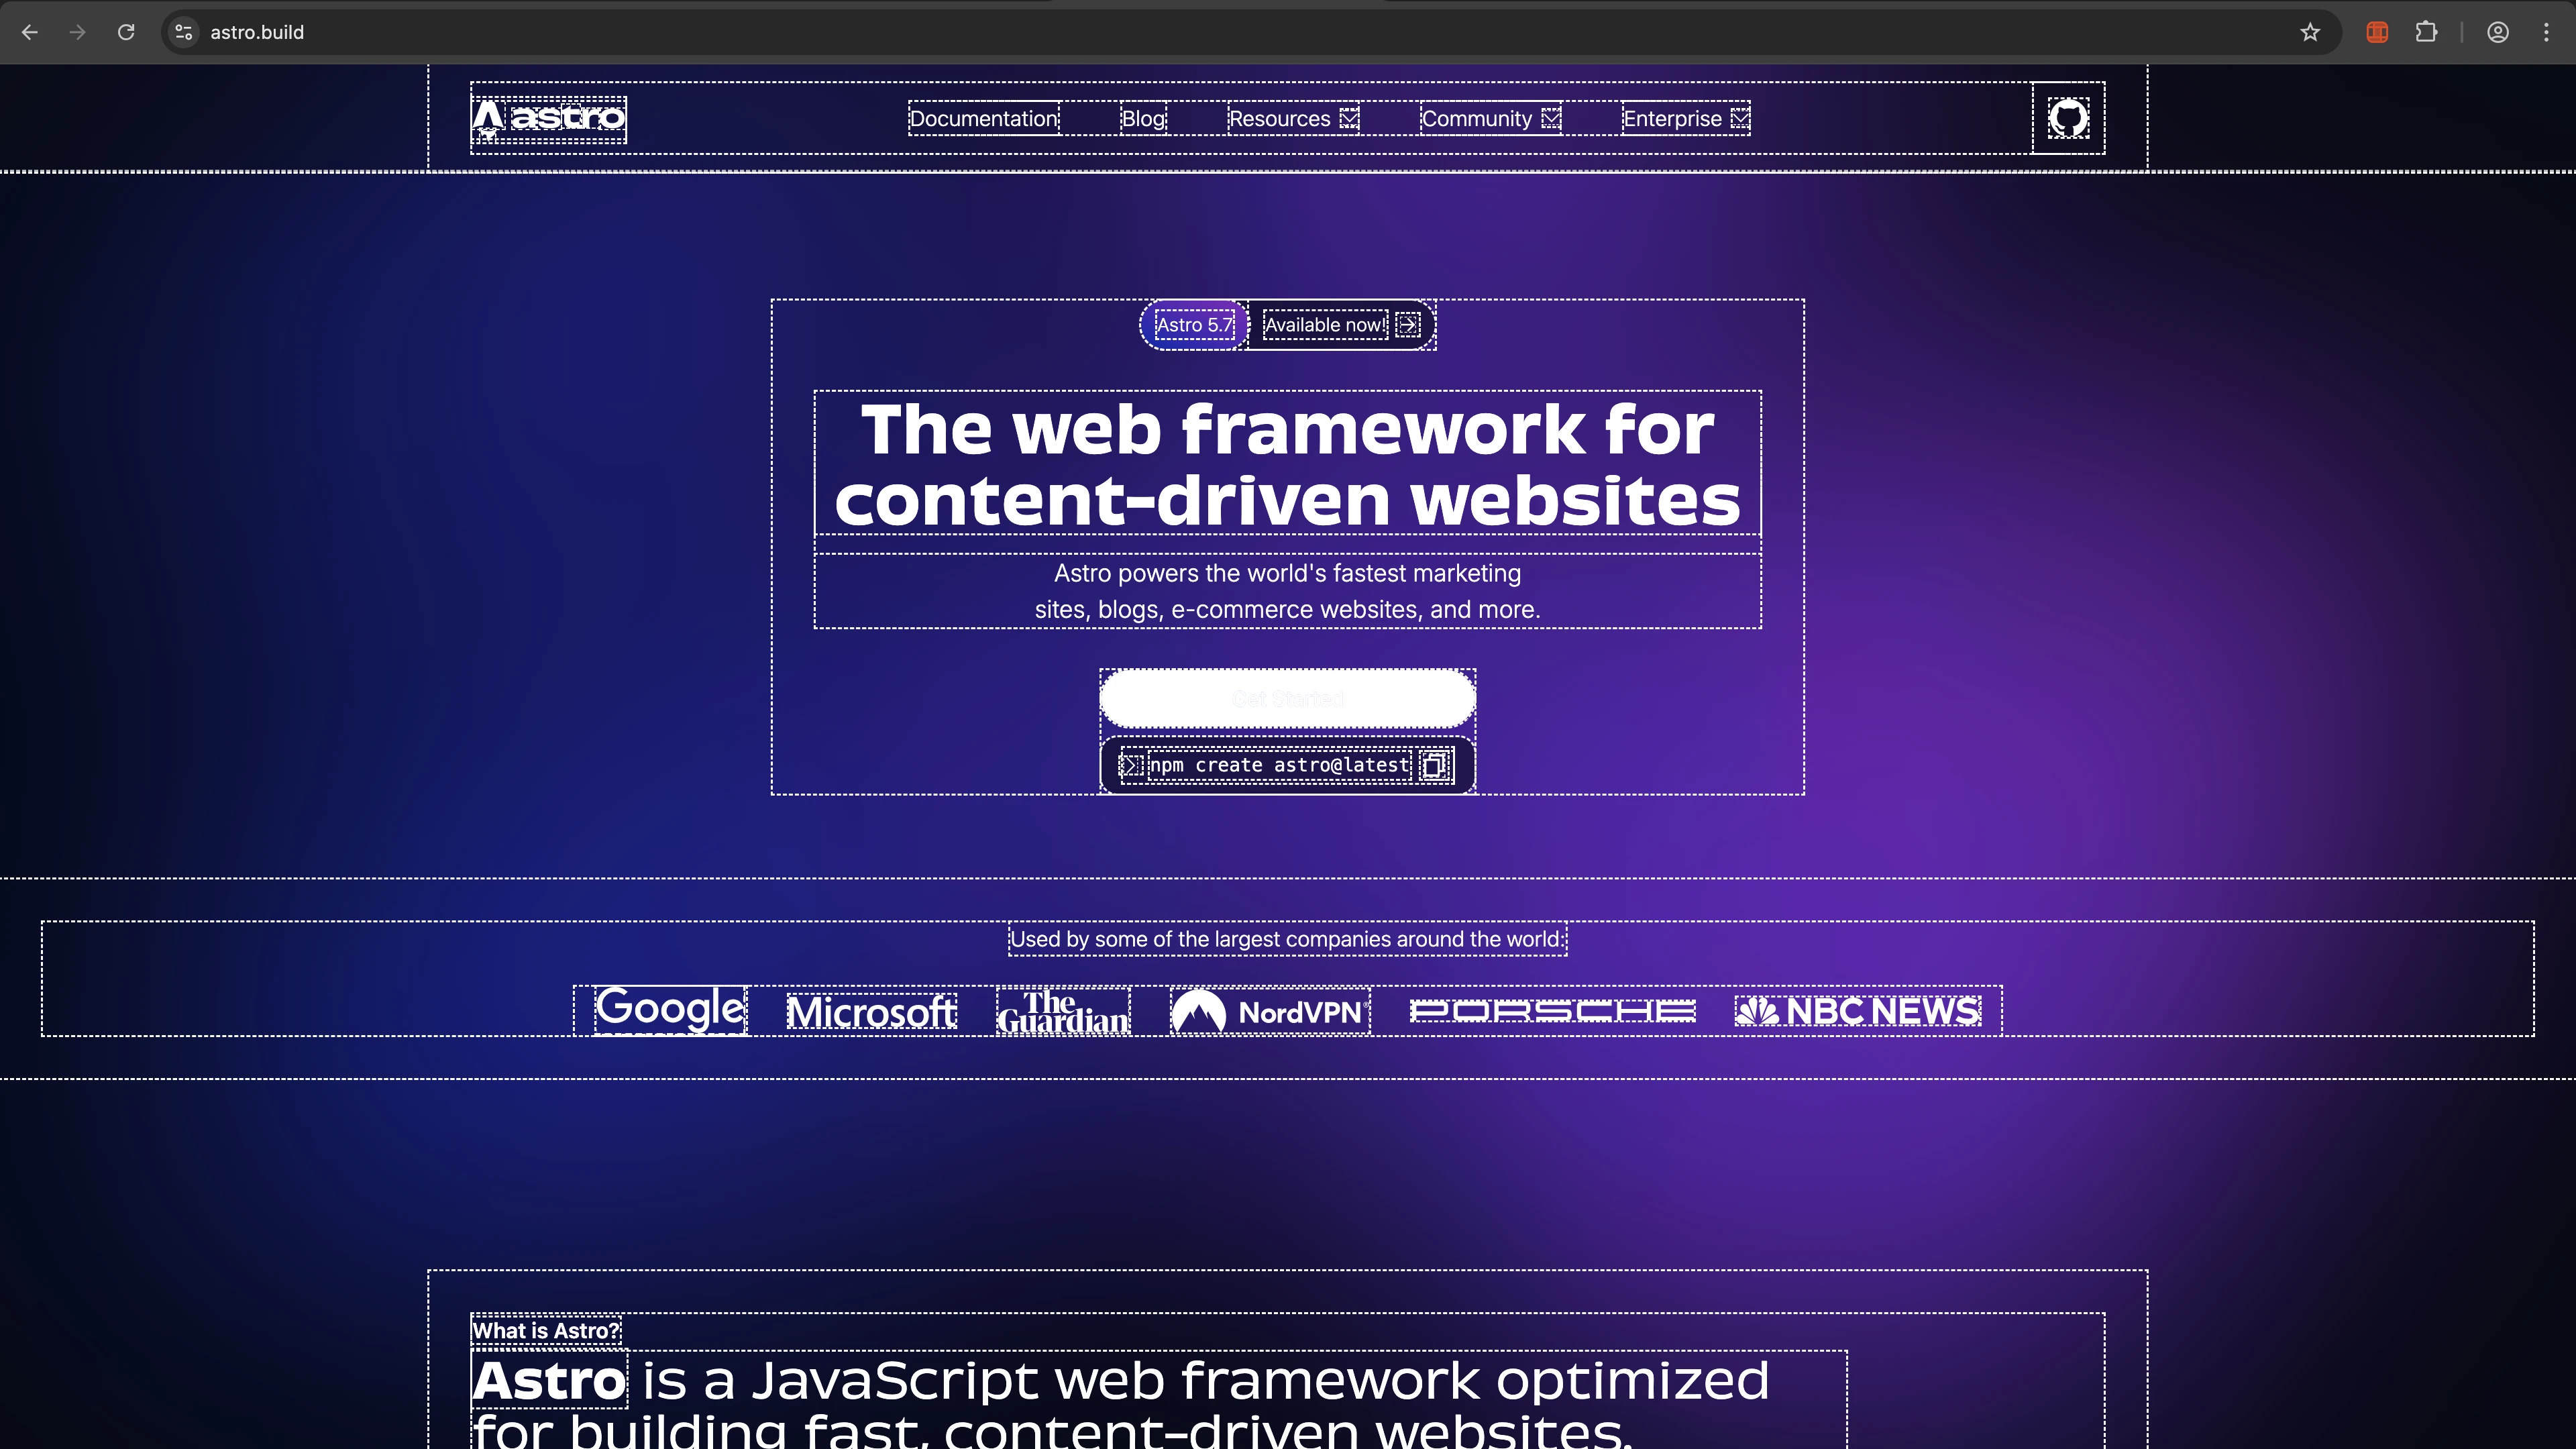 astro.build
astro
Documentation Blog Resources Community Enterprise
Astro 5.7 Available now!
The web framework for
content-driven websites
Astro powers the world's fastest marketing
sites, blogs, e-commerce websites, and more.
Get Started
npm create astro@latest
Used by some of the largest companies around the world:
Google Microsoft The Guardian NordVPN® PORSCHE NBC NEWS
What is Astro?
Astro is a JavaScript web framework optimized
for building fast, content-driven websites.